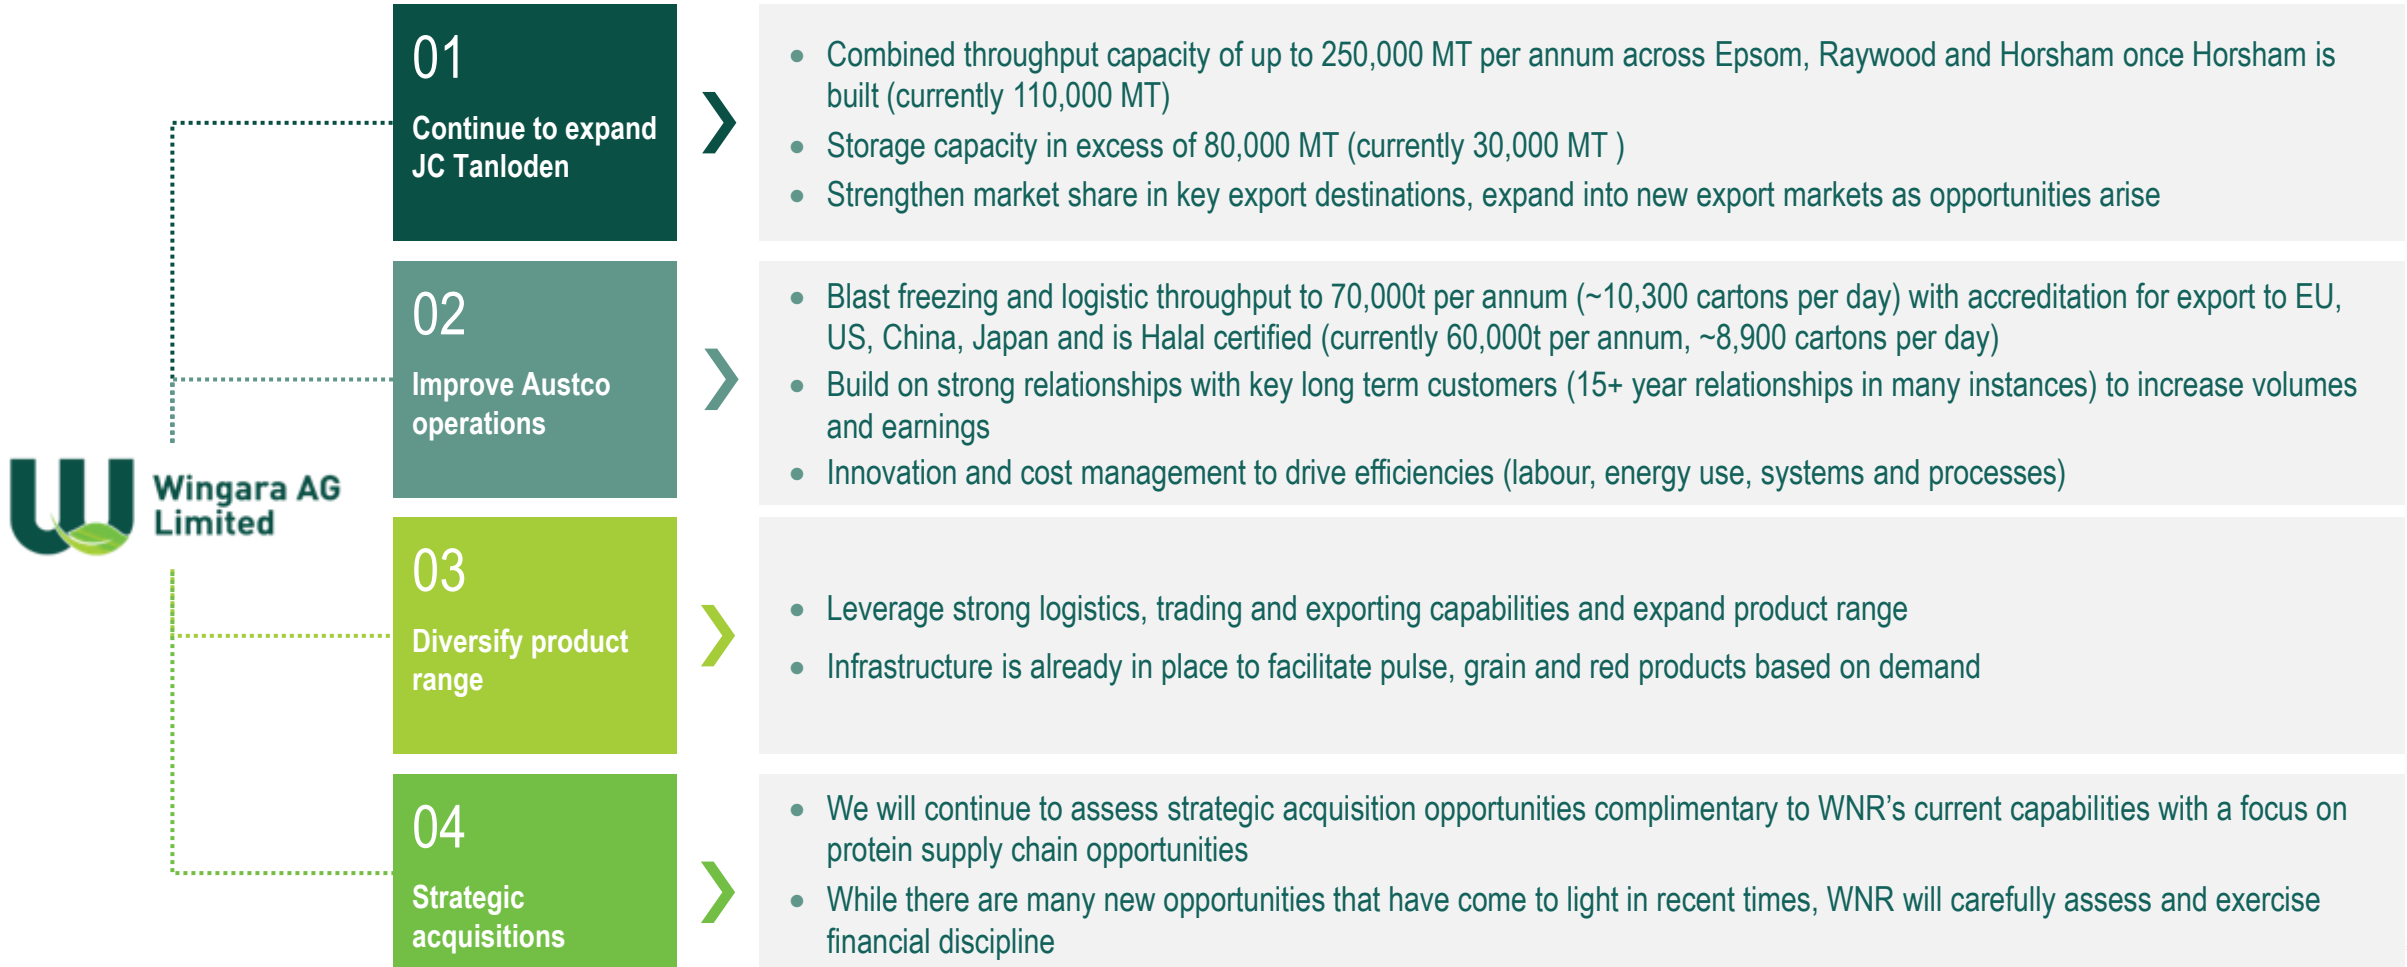 01
Continue to expand
JC Tanloden
• Combined throughput capacity of up to 250,000 MT per annum across Epsom, Raywood and Horsham once Horsham is
built (currently 110,000 MT)
• Storage capacity in excess of 80,000 MT (currently 30,000 MT )
• Strengthen market share in key export destinations, expand into new export markets as opportunities arise
02
Improve Austco
operations
• Blast freezing and logistic throughput to 70,000t per annum (~10,300 cartons per day) with accreditation for export to EU,
US, China, Japan and is Halal certified (currently 60,000t per annum, ~8,900 cartons per day)
• Build on strong relationships with key long term customers (15+ year relationships in many instances) to increase volumes
and earnings
• Innovation and cost management to drive efficiencies (labour, energy use, systems and processes)
Wingara AG
Limited
03
Diversify product
range
• Leverage strong logistics, trading and exporting capabilities and expand product range
• Infrastructure is already in place to facilitate pulse, grain and red products based on demand
04
Strategic
acquisitions
• We will continue to assess strategic acquisition opportunities complimentary to WNR’s current capabilities with a focus on
protein supply chain opportunities
• While there are many new opportunities that have come to light in recent times, WNR will carefully assess and exercise
financial discipline